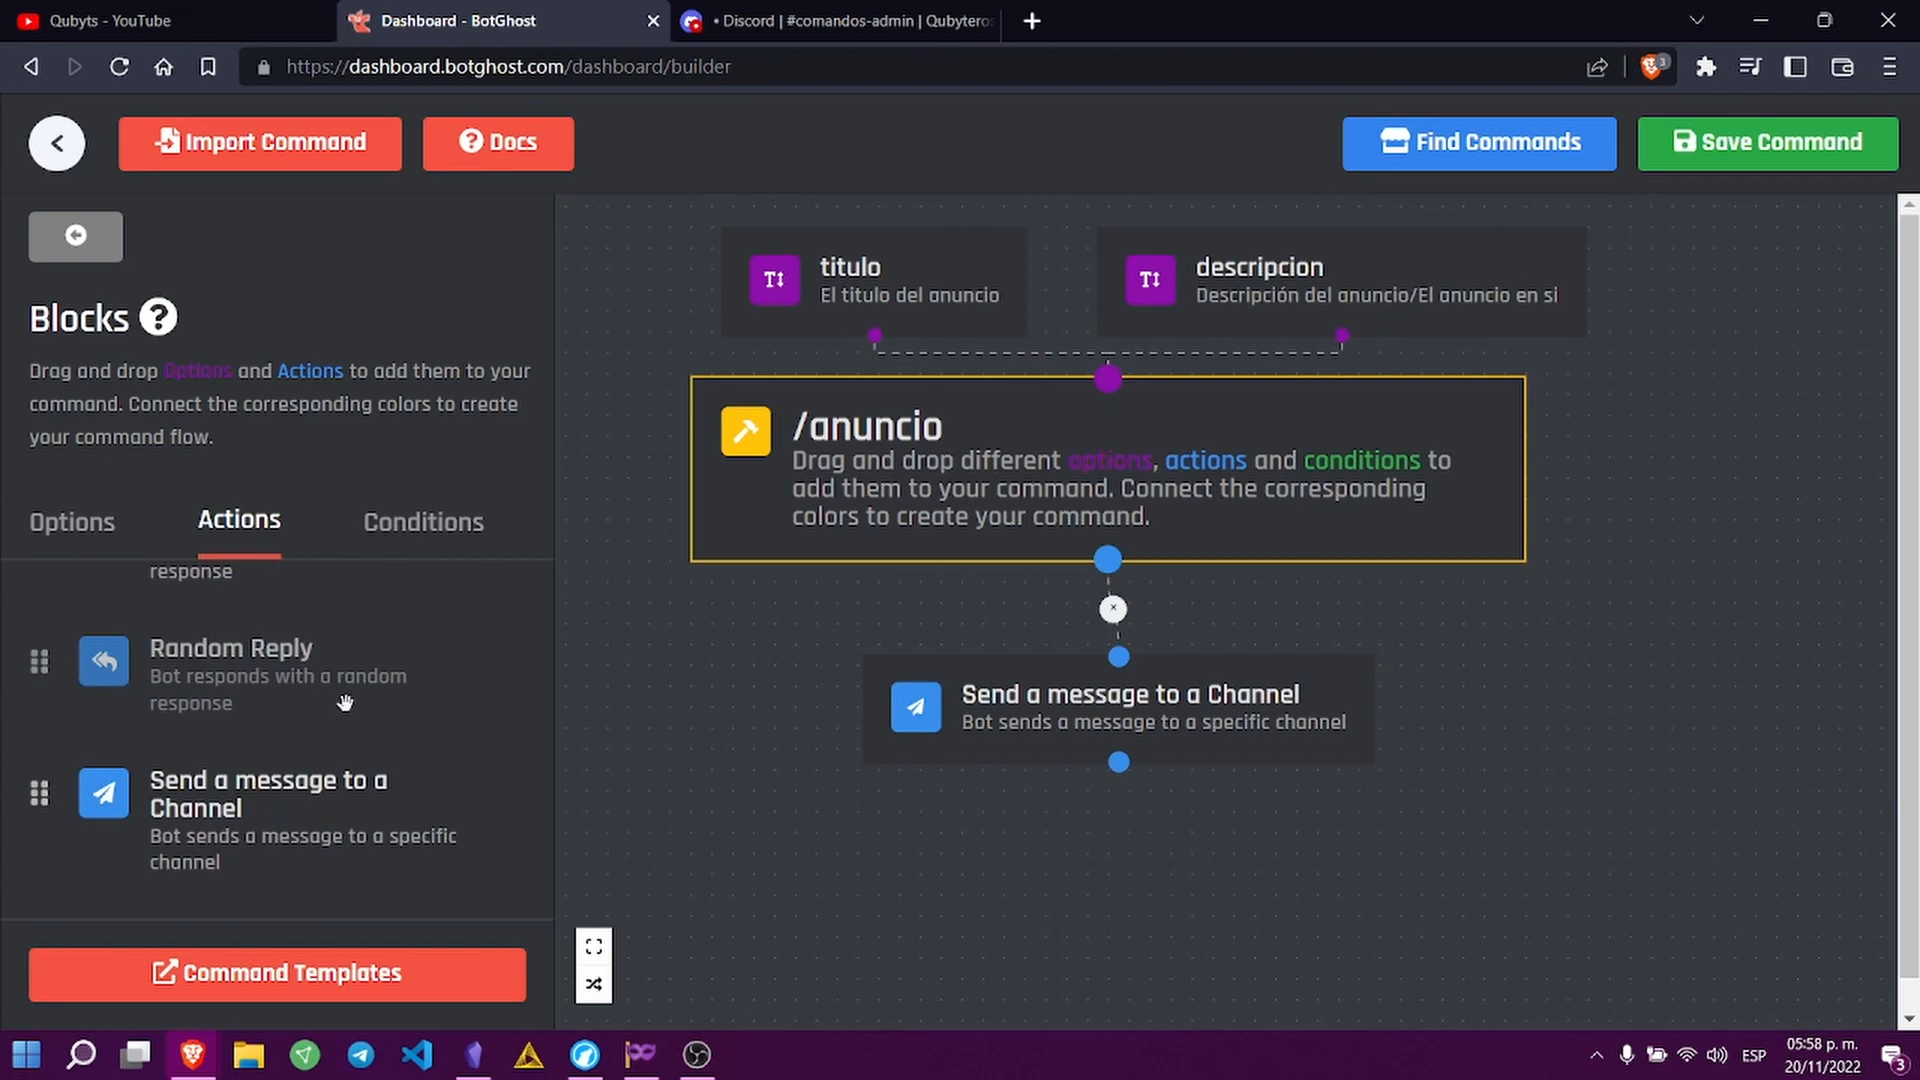 Qubyts - YouTube
Dashboard - BotGhost
• Discord | #comandos-admin | Qubyteros
https://dashboard.botghost.com/dashboard/builder
3
Import Command
Docs
Find Commands
Save Command
Blocks
Drag and drop Options and Actions to add them to your
command. Connect the corresponding colors to create
your command flow.
Options
Actions
Conditions
response
Random Reply
Bot responds with a random
response
Send a message to a
Channel
Bot sends a message to a specific
channel
Command Templates
titulo
El titulo del anuncio
descripcion
Descripción del anuncio/El anuncio en si
/anuncio
Drag and drop different options, actions and conditions to
add them to your command. Connect the corresponding
colors to create your command.
Send a message to a Channel
Bot sends a message to a specific channel
ESP
05:58 p. m.
20/11/2022
3